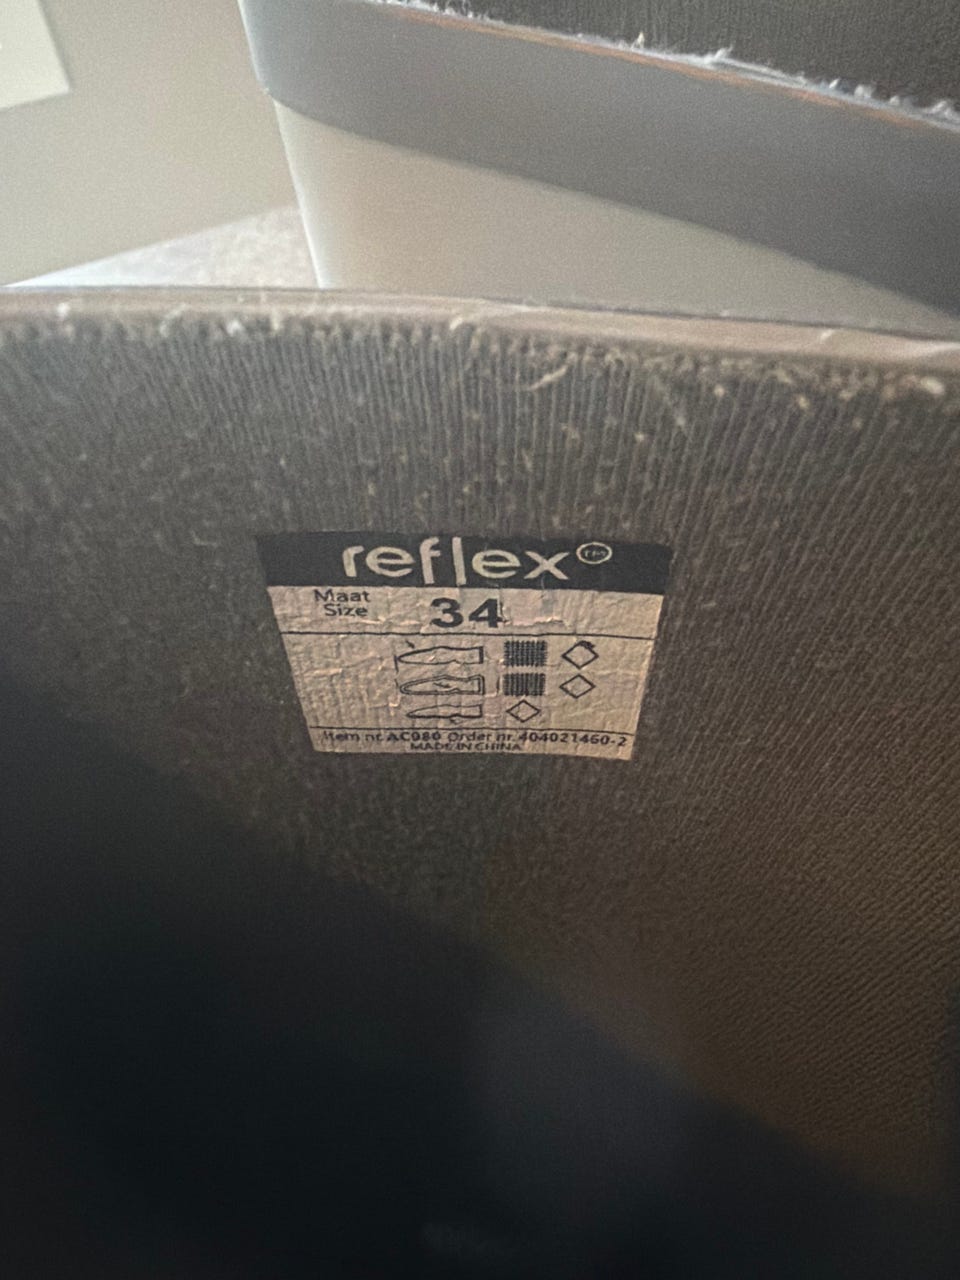 reflex
Maat
Size
34
Item nr. AC080 Order nr. 404021460-2
MADE IN CHINA